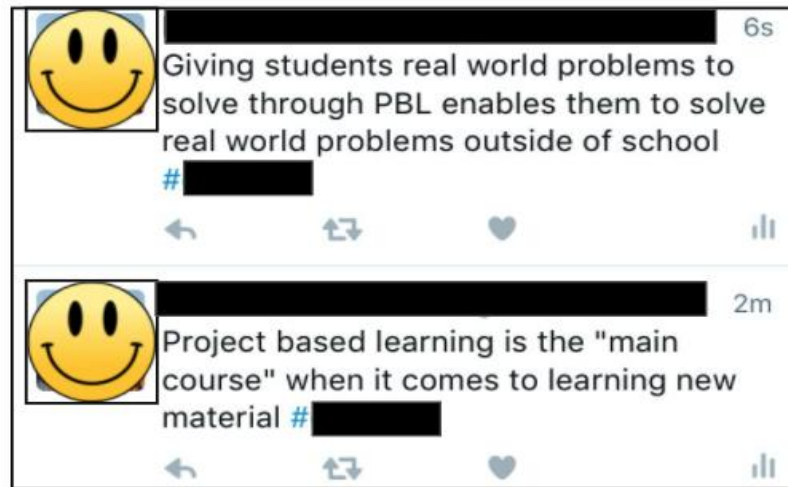 6s
Giving students real world problems to
solve through PBL enables them to solve
real world problems outside of school
#
2m
Project based learning is the "main
course" when it comes to learning new
material #